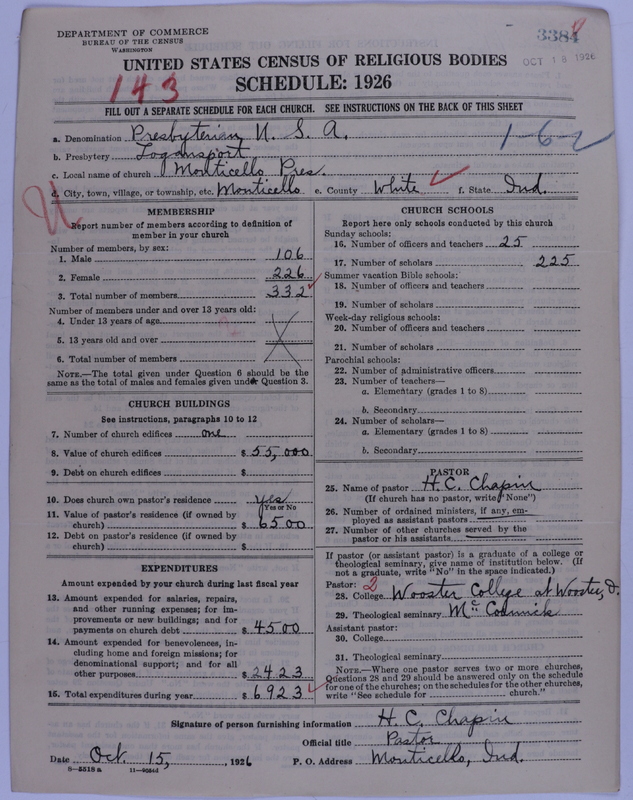 DEPARTMENT OF COMMERCE
BUREAU OF THE CENSUS
WASHINGTON
3384
OCT 18 1926
UNITED STATES CENSUS OF RELIGIOUS BODIES
SCHEDULE: 1926
143
FILL OUT A SEPARATE SCHEDULE FOR EACH CHURCH. SEE INSTRUCTIONS ON THE BACK OF THIS SHEET
a. Denomination Presbyterian U. S. A.
1-6-2
b. Presbytery Logansport
c. Local name of church Monticello Pres.
d. City, town, village, or township, etc. Monticello e. County White f. State Ind.
MEMBERSHIP
Report number of members according to definition of
member in your church
Number of members, by sex:
1. Male 106
2. Female 226
3. Total number of members 332
Number of members under and over 13 years old:
4. Under 13 years of age
5. 13 years old and over
6. Total number of members
NOTE.—The total given under Question 6 should be the
same as the total of males and females given under Question 3.
CHURCH BUILDINGS
See instructions, paragraphs 10 to 12
7. Number of church edifices one
8. Value of church edifices $ 55,000
9. Debt on church edifices $
10. Does church own pastor's residence yes
Yes or No
11. Value of pastor's residence (if owned by
church) $ 6500
12. Debt on pastor's residence (if owned by
church) $
EXPENDITURES
Amount expended by your church during last fiscal year
13. Amount expended for salaries, repairs,
and other running expenses; for im-
provements or new buildings; and for
payments on church debt $ 4500
14. Amount expended for benevolences, in-
cluding home and foreign missions; for
denominational support; and for all
other purposes $ 2423
15. Total expenditures during year $ 6923
CHURCH SCHOOLS
Report here only schools conducted by this church
Sunday schools:
16. Number of officers and teachers 25
17. Number of scholars 225
Summer vacation Bible schools:
18. Number of officers and teachers
19. Number of scholars
Week-day religious schools:
20. Number of officers and teachers
21. Number of scholars
Parochial schools:
22. Number of administrative officers
23. Number of teachers—
a. Elementary (grades 1 to 8)
b. Secondary
24. Number of scholars—
a. Elementary (grades 1 to 8)
b. Secondary
PASTOR
25. Name of pastor H. C. Chapin
(If church has no pastor, write "None")
26. Number of ordained ministers, if any, em-
ployed as assistant pastors
27. Number of other churches served by the
pastor or his assistants
If pastor (or assistant pastor) is a graduate of a college or
theological seminary, give name of institution below. (If
not a graduate, write "No" in the space indicated.)
Pastor: 2
28. College Wooster College at Wooster, O.
29. Theological seminary McCormick
Assistant pastor:
30. College
31. Theological seminary
NOTE.—Where one pastor serves two or more churches,
Questions 28 and 29 should be answered only on the schedule
for one of the churches; on the schedules for the other churches,
write "See schedule for church."
Signature of person furnishing information H. C. Chapin
Official title Pastor
Date Oct. 15, 1926 P. O. Address Monticello, Ind.
8—5518a 11—9064d